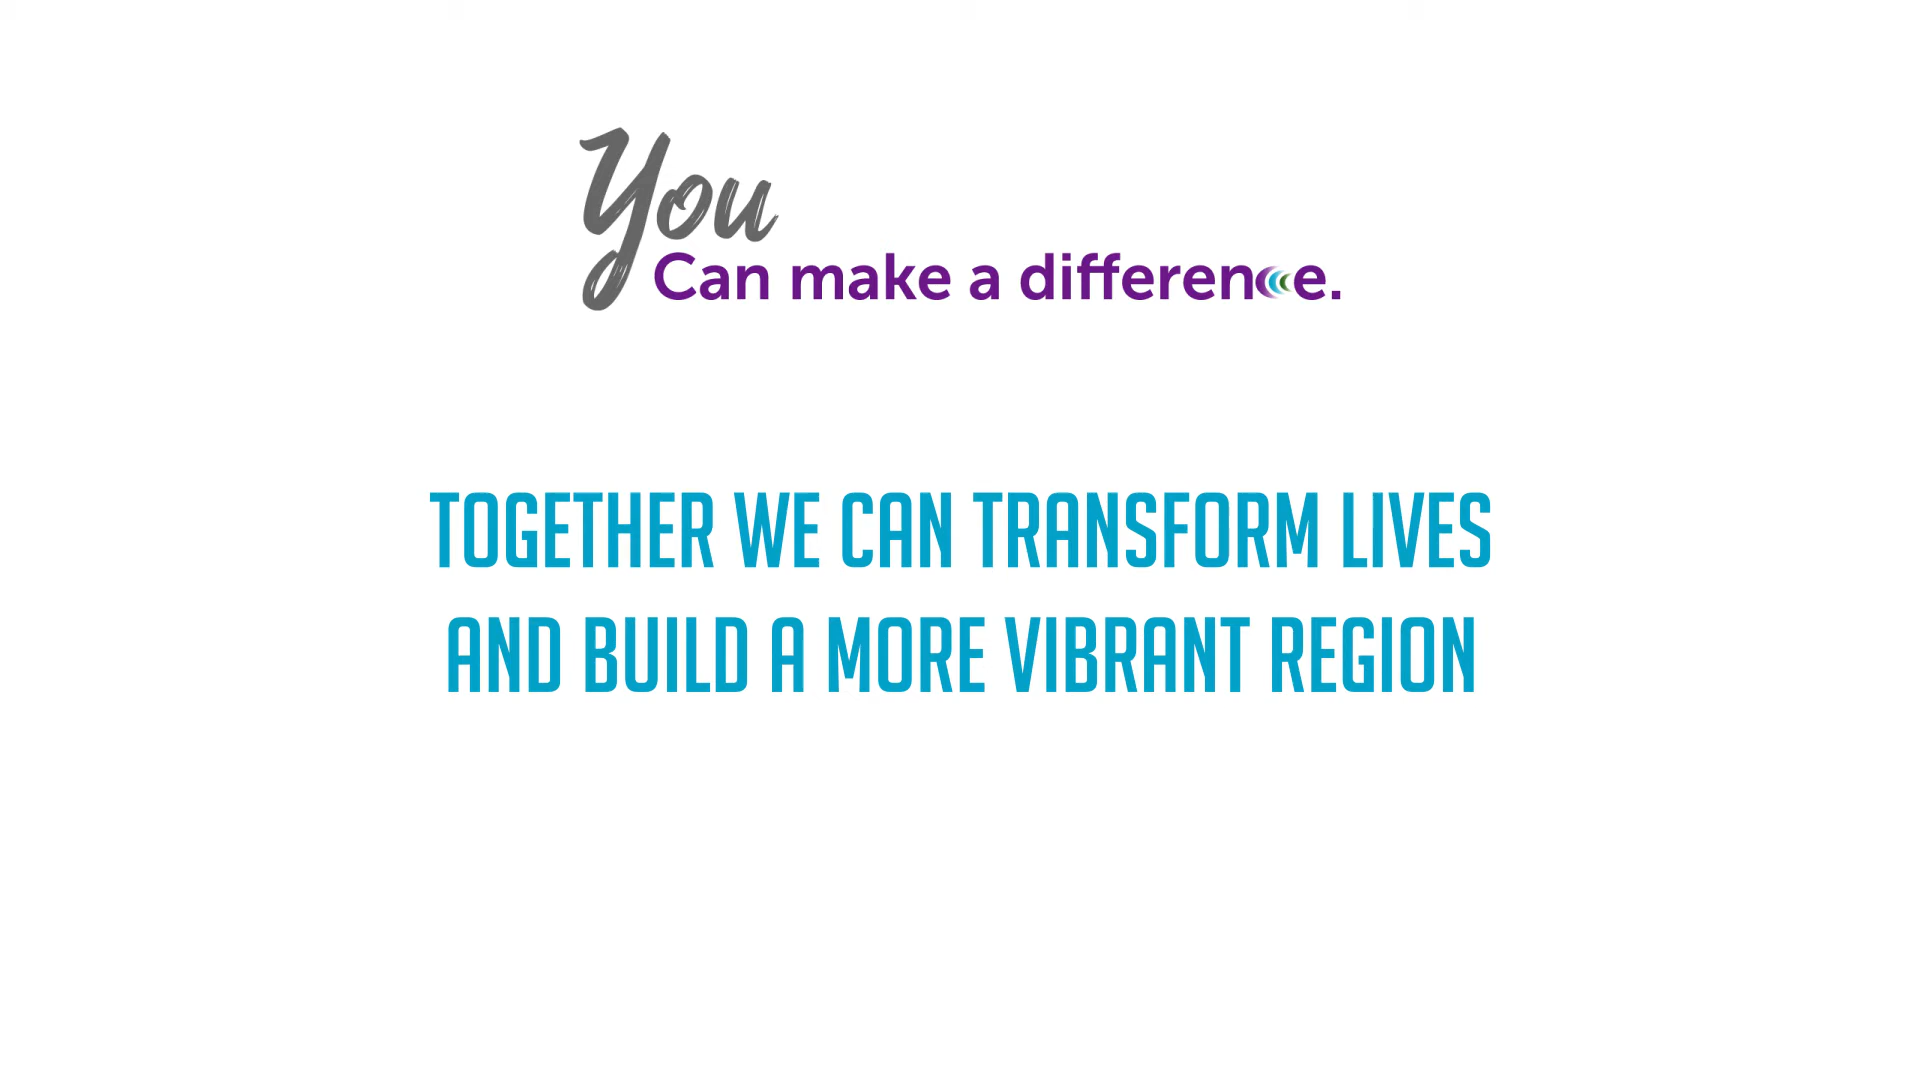 You
Can make a difference.
TOGETHER WE CAN TRANSFORM LIVES
AND BUILD A MORE VIBRANT REGION